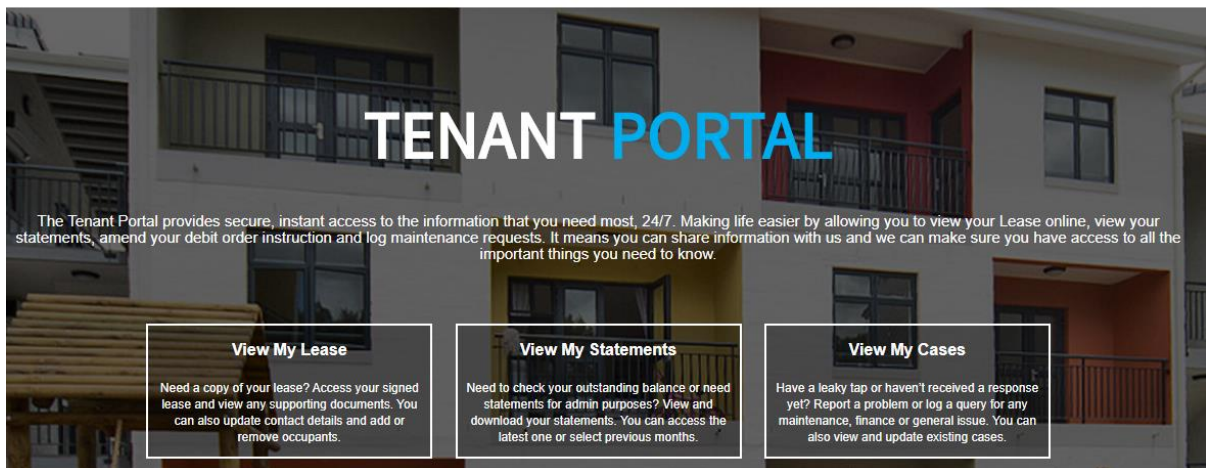 TENANT PORTAL
The Tenant Portal provides secure, instant access to the information that you need most, 24/7. Making life easier by allowing you to view your Lease online, view your
statements, amend your debit order instruction and log maintenance requests. It means you can share information with us and we can make sure you have access to all the
important things you need to know.
View My Lease
Need a copy of your lease? Access your signed
lease and view any supporting documents. You
can also update contact details and add or
remove occupants.
View My Statements
Need to check your outstanding balance or need
statements for admin purposes? View and
download your statements. You can access the
latest one or select previous months.
View My Cases
Have a leaky tap or haven't received a response
yet? Report a problem or log a query for any
maintenance, finance or general issue. You can
also view and update existing cases.